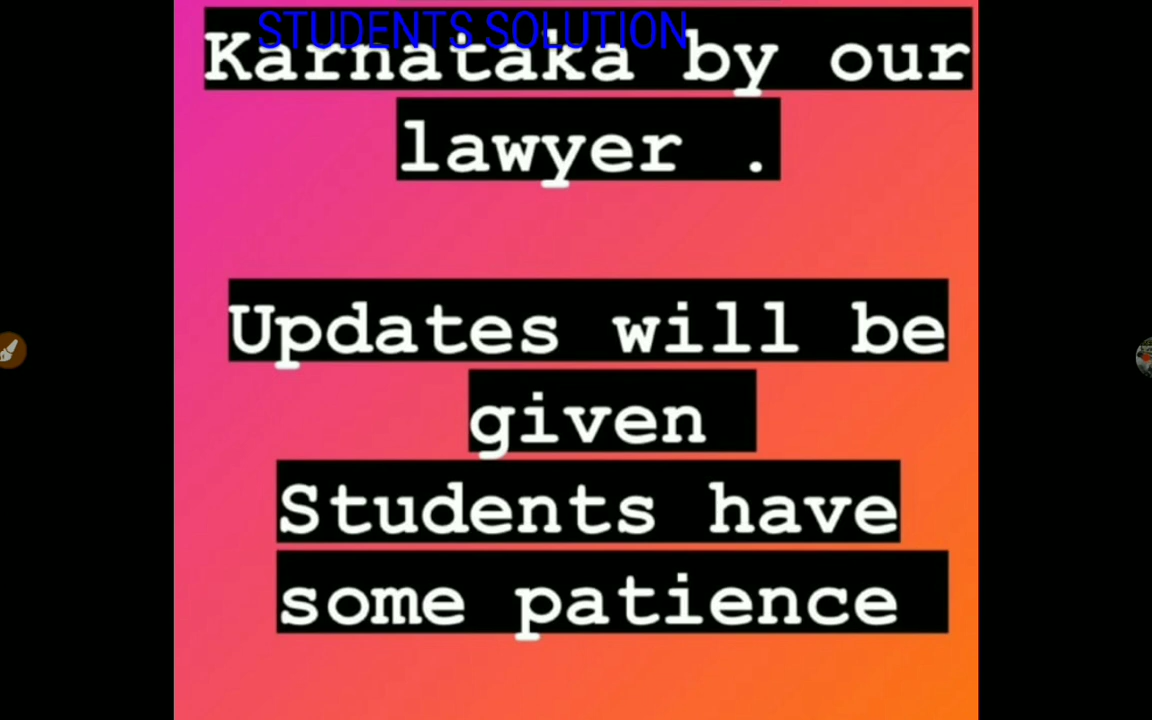 STUDENTS SOLUTION
Karnataka by our
lawyer .
Updates will be
given
Students have
some patience